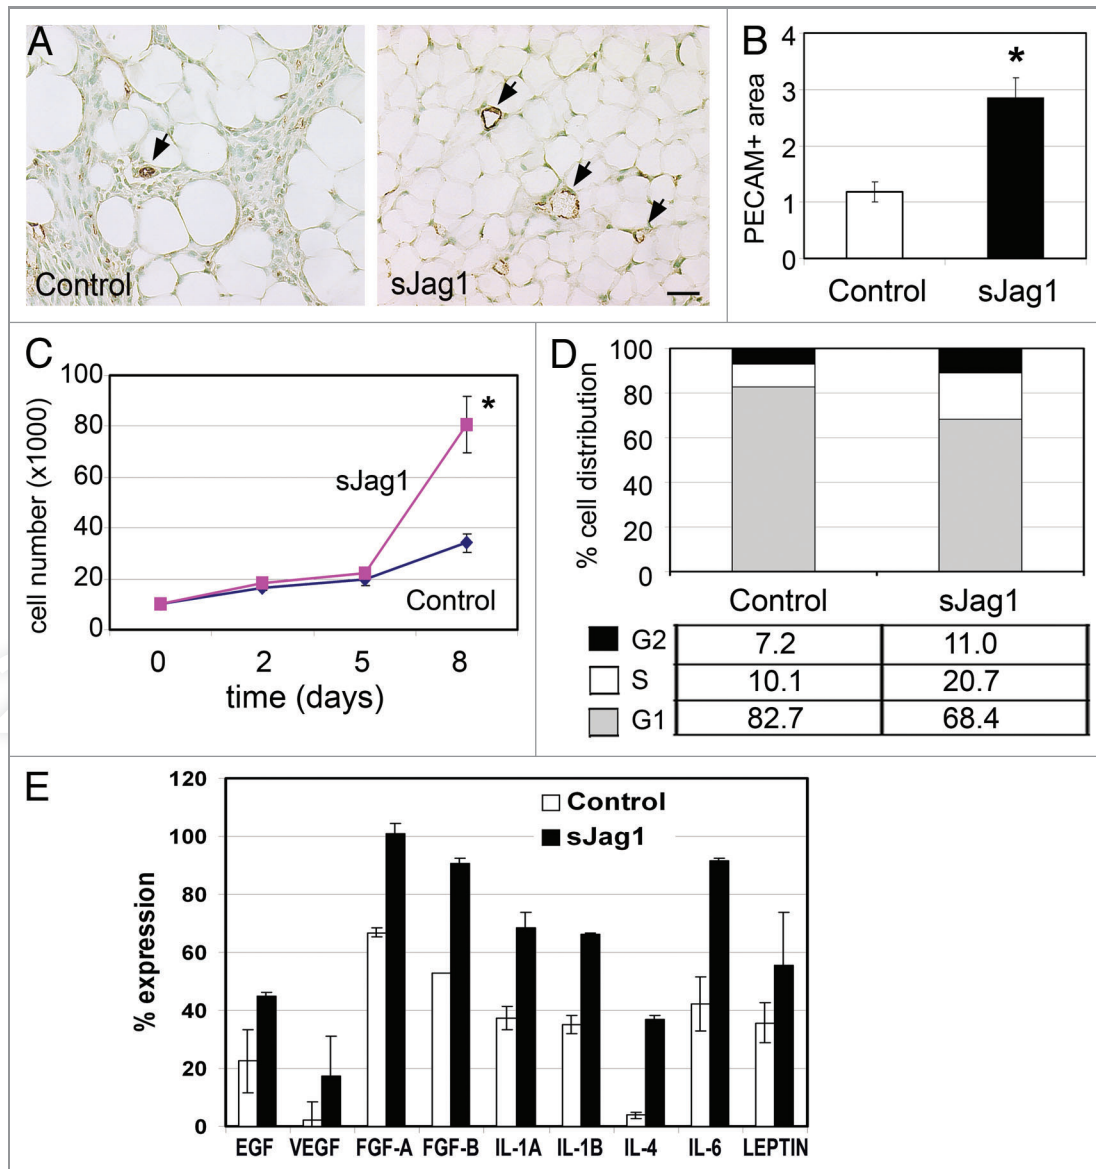 A
Control
sJag1
B
PECAM+ area
4
3
2
1
0
*
Control
sJag1
C
cell number (x1000)
100
80
60
40
20
0
*
sJag1
Control
0 2 5 8
time (days)
D
% cell distribution
100
80
60
40
20
0
Control sJag1
G2 7.2 11.0
S 10.1 20.7
G1 82.7 68.4
E
% expression
120
100
80
60
40
20
0
Control
sJag1
EGF VEGF FGF-A FGF-B IL-1A IL-1B IL-4 IL-6 LEPTIN